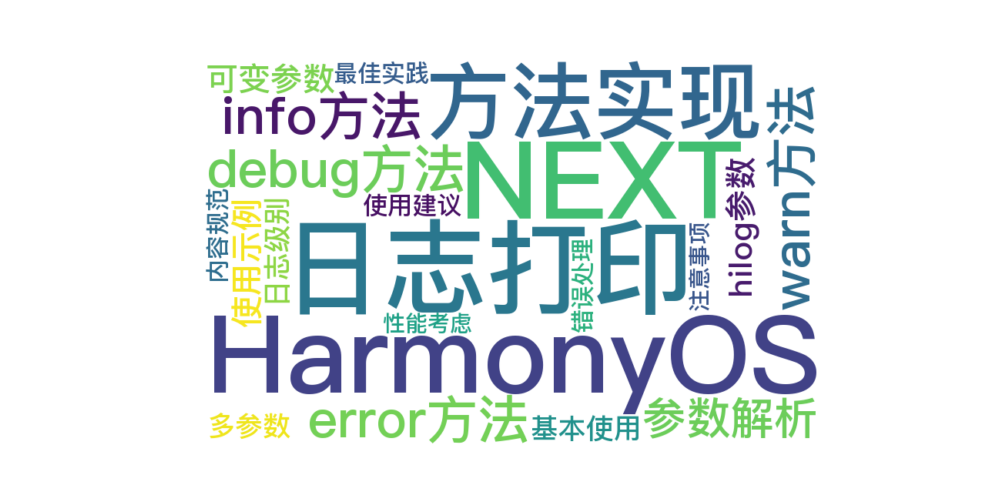 可变参数
最佳实践
方法实现
info方法
warn方法
debug方法
NEXT
hilog参数
使用建议
内容规范
使用示例
日志级别
日志打印
错误处理
注意事项
性能考虑
HarmonyOS
多参数
error方法
基本使用
参数解析